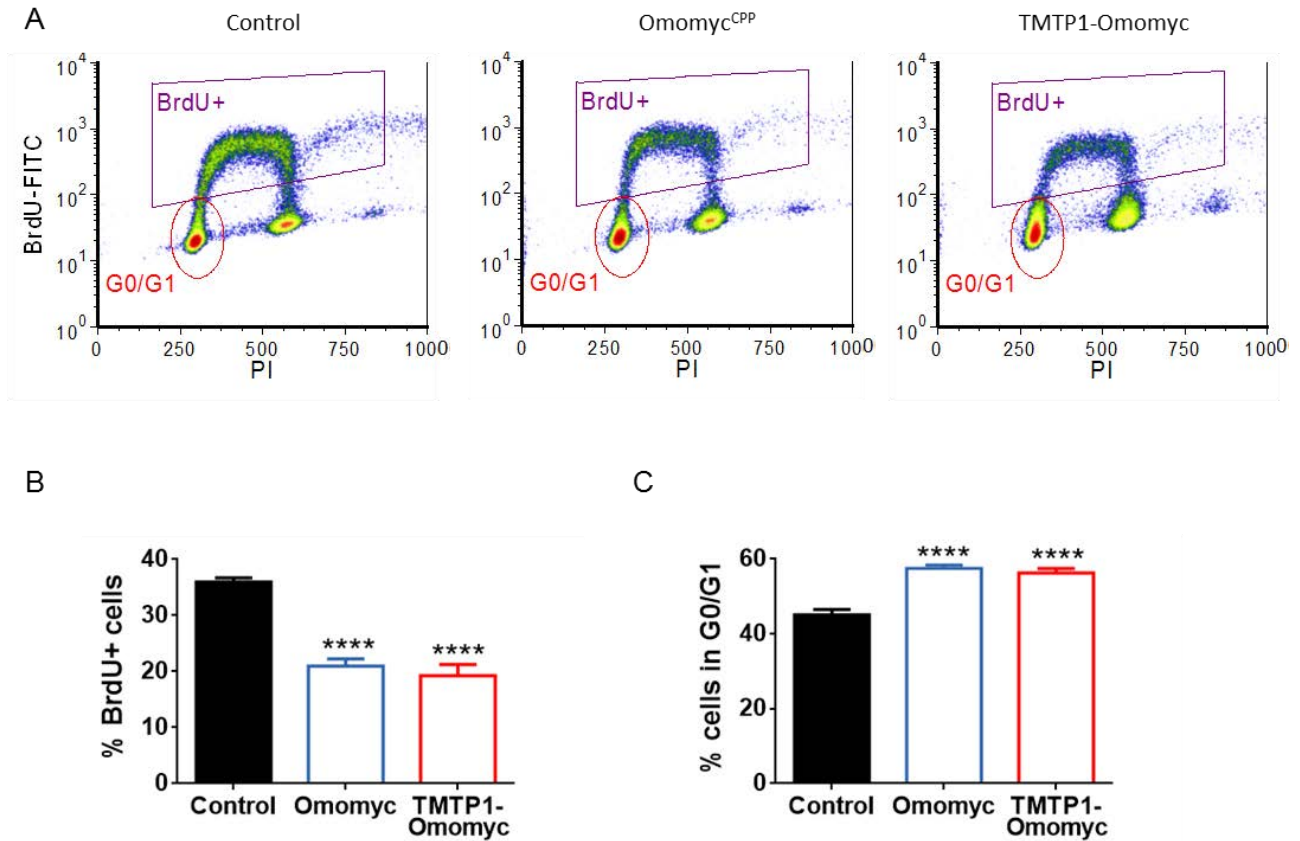 A
Control
Omomyc^CPP
TMTP1-Omomyc
BrdU-FITC
10^4
10^3
10^2
10^1
10^0
BrdU+
G0/G1
0 250 500 750 1000
PI
10^4
10^3
10^2
10^1
10^0
BrdU+
G0/G1
0 250 500 750 1000
PI
10^4
10^3
10^2
10^1
10^0
BrdU+
G0/G1
0 250 500 750 1000
PI
B
% BrdU+ cells
40
30
20
10
0
**** ****
Control Omomyc TMTP1-
Omomyc
C
% cells in G0/G1
60
40
20
0
**** ****
Control Omomyc TMTP1-
Omomyc